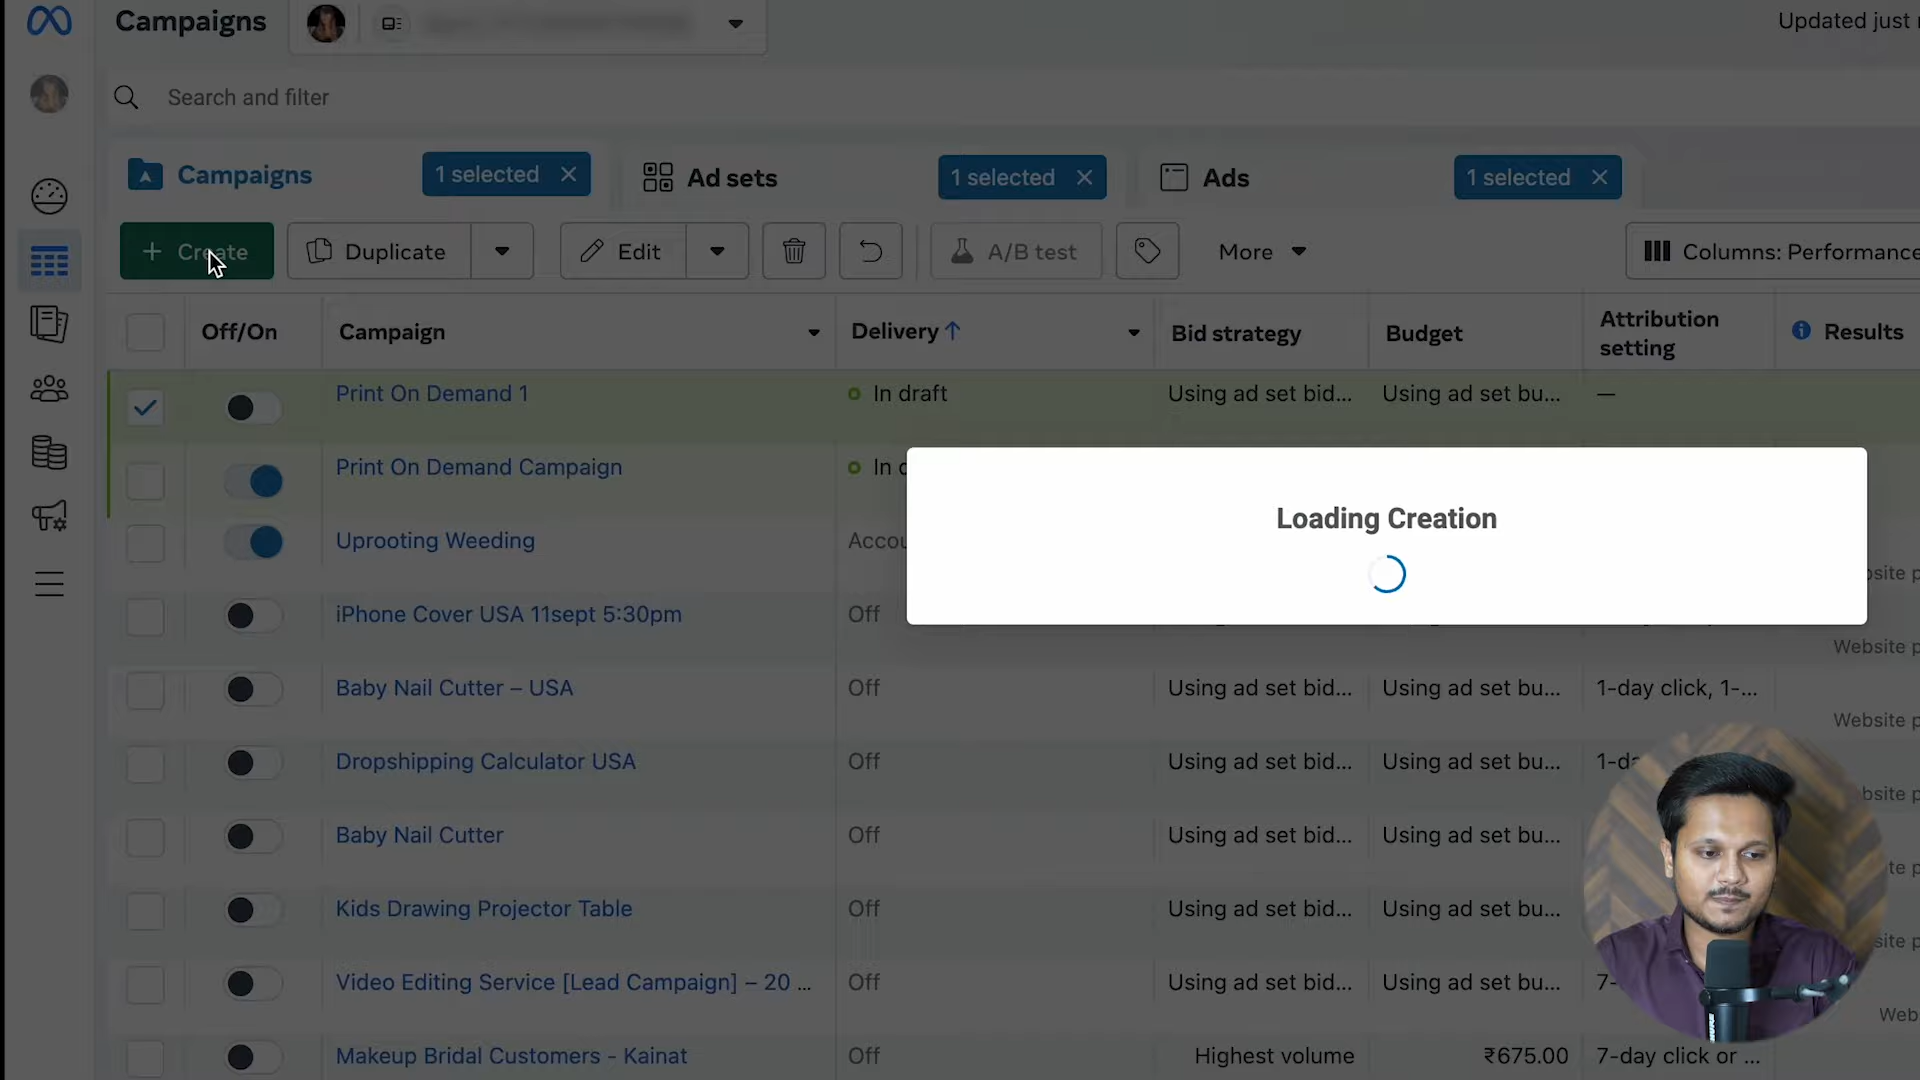 Campaigns
Updated just
Search and filter
Campaigns 1 selected Ad sets 1 selected Ads 1 selected
+ Create Duplicate Edit A/B test More Columns: Performance
Off/On Campaign Delivery ↑ Bid strategy Budget Attribution setting Results
Print On Demand 1 In draft Using ad set bid... Using ad set bu... —
Print On Demand Campaign In
Uprooting Weeding Accou
Loading Creation
iPhone Cover USA 11sept 5:30pm Off
Website p
Baby Nail Cutter – USA Off Using ad set bid... Using ad set bu... 1-day click, 1-...
Website p
Dropshipping Calculator USA Off Using ad set bid... Using ad set bu... 1-da
Baby Nail Cutter Off Using ad set bid... Using ad set bu...
Kids Drawing Projector Table Off Using ad set bid... Using ad set bu...
Video Editing Service [Lead Campaign] – 20 ... Off Using ad set bid... Using ad set bu... 7-
Web
Makeup Bridal Customers - Kainat Off Highest volume ₹675.00 7-day click or ...